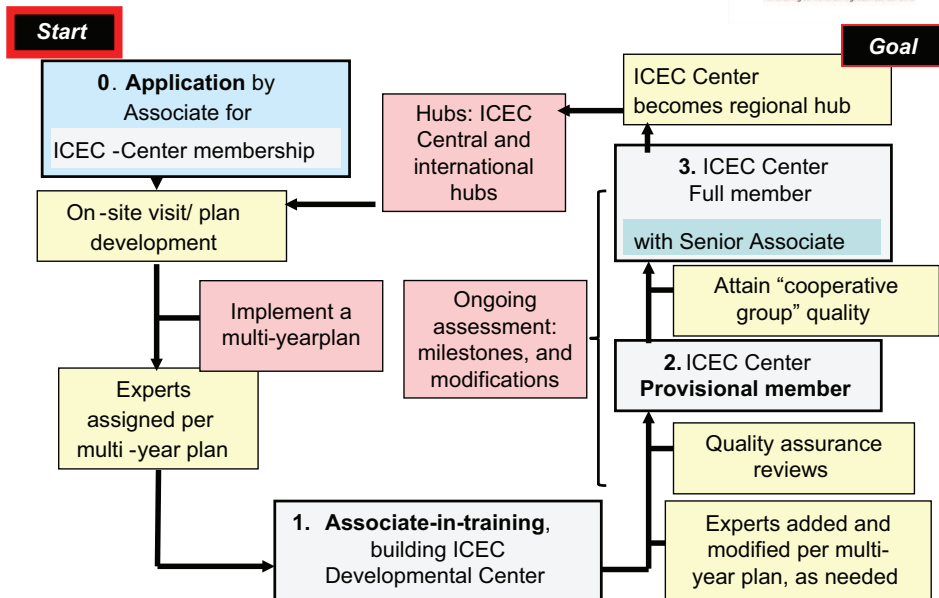 Start
0. Application by
Associate for
ICEC -Center membership
On -site visit/ plan
development
Implement a
multi-yearplan
Experts
assigned per
multi -year plan
1. Associate-in-training,
building ICEC
Developmental Center
Experts added and
modified per multi-
year plan, as needed
Quality assurance
reviews
2. ICEC Center
Provisional member
Ongoing
assessment:
milestones, and
modifications
Attain “cooperative
group” quality
3. ICEC Center
Full member
with Senior Associate
ICEC Center
becomes regional hub
Goal
Hubs: ICEC
Central and
international
hubs